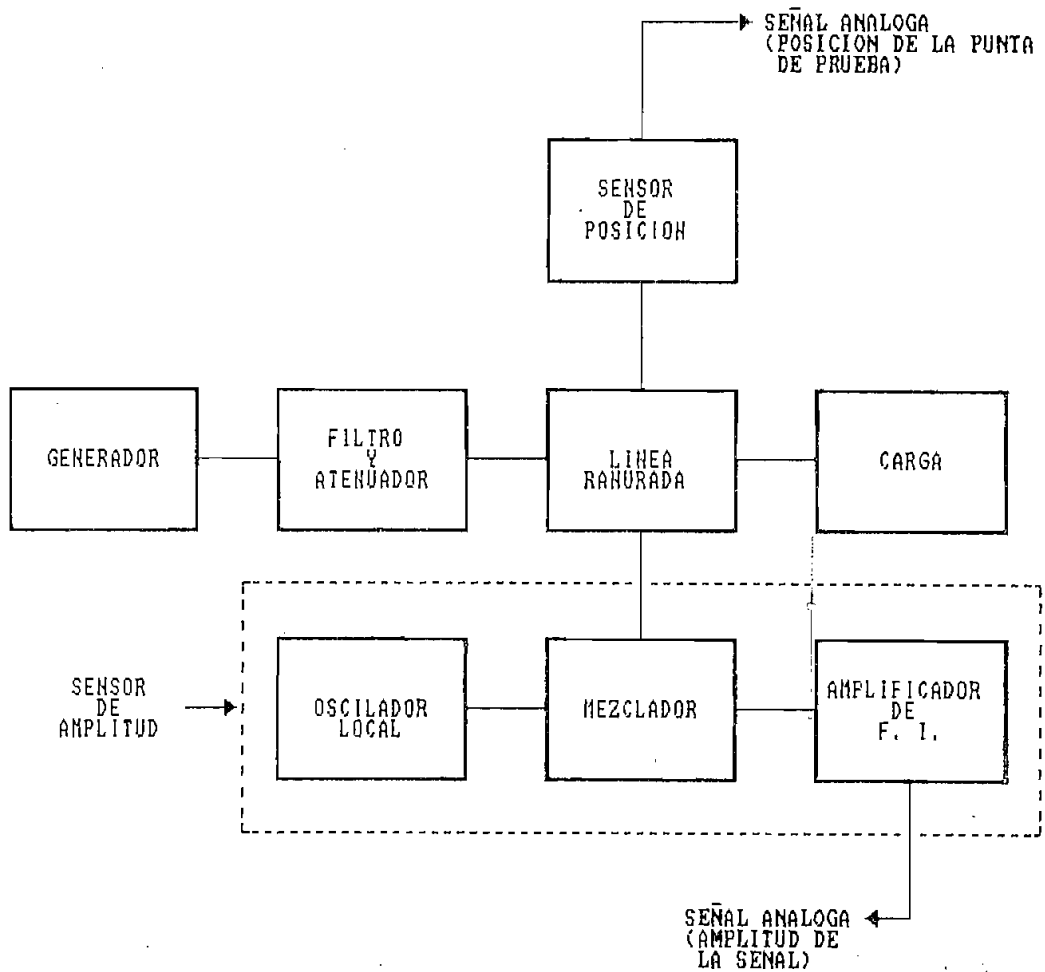 SEÑAL ANALOGA
(POSICION DE LA PUNTA
DE PRUEBA)
SENSOR
DE
POSICION
GENERADOR
FILTRO
Y
ATENUADOR
LINEA
RANURADA
CARGA
SENSOR
DE
AMPLITUD
OSCILADOR
LOCAL
MEZCLADOR
AMPLIFICADOR
DE
F. I.
SEÑAL ANALOGA
(AMPLITUD DE
LA SENAL)